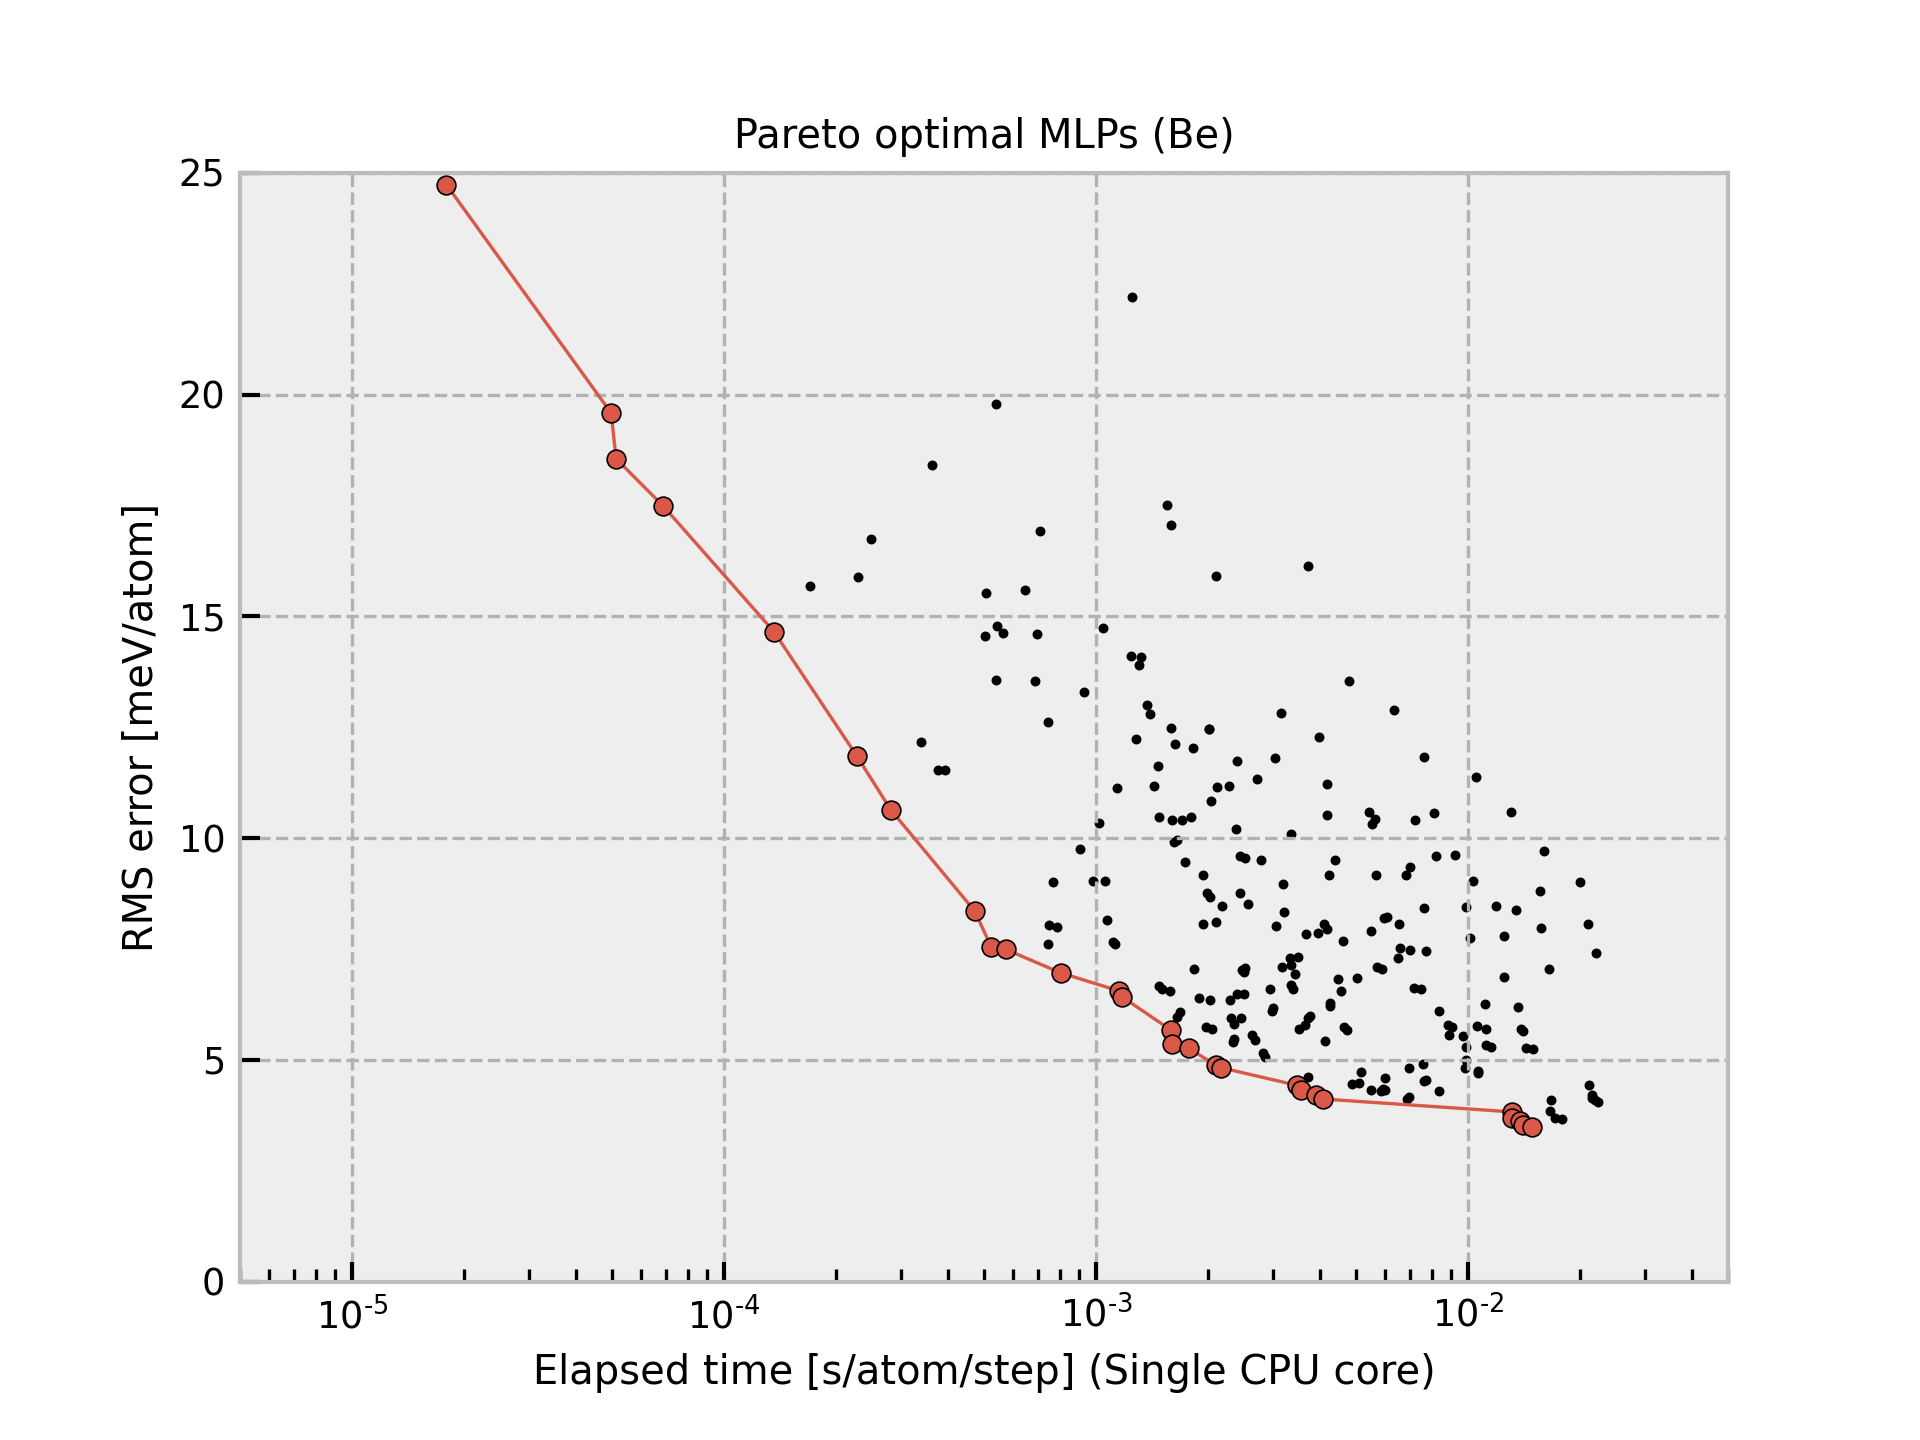 Pareto optimal MLPs (Be)
25
20
15
10
5
0
RMS error [meV/atom]
10⁻⁵ 10⁻⁴ 10⁻³ 10⁻²
Elapsed time [s/atom/step] (Single CPU core)